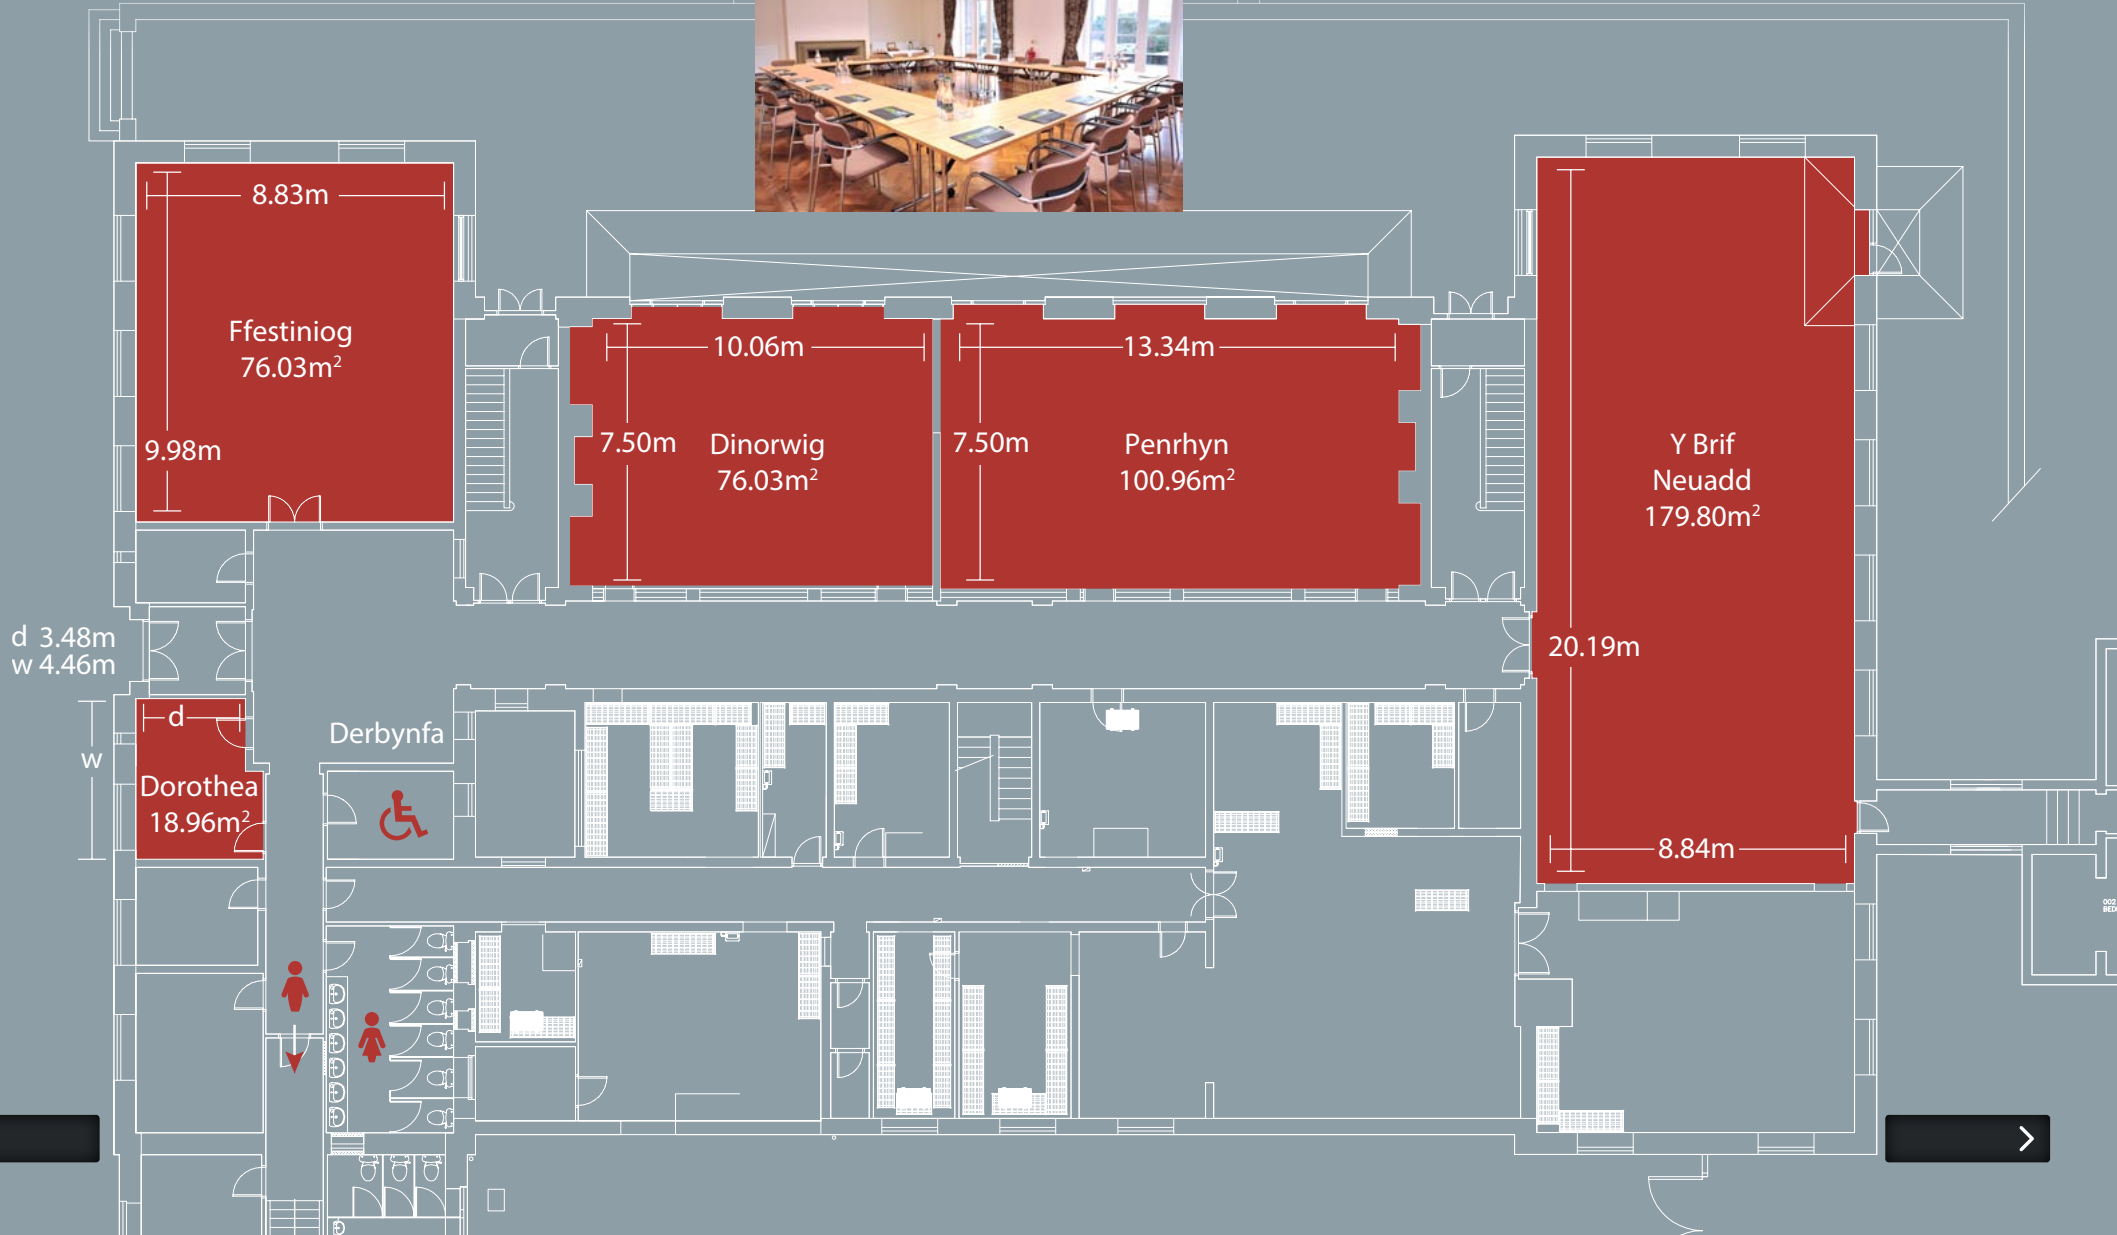 8.83m
Ffestiniog
76.03m²
9.98m
10.06m
7.50m
Dinorwig
76.03m²
13.34m
7.50m
Penrhyn
100.96m²
Y Brif
Neuadd
179.80m²
20.19m
8.84m
d 3.48m
w 4.46m
d
w
Dorothea
18.96m²
Derbynfa
002